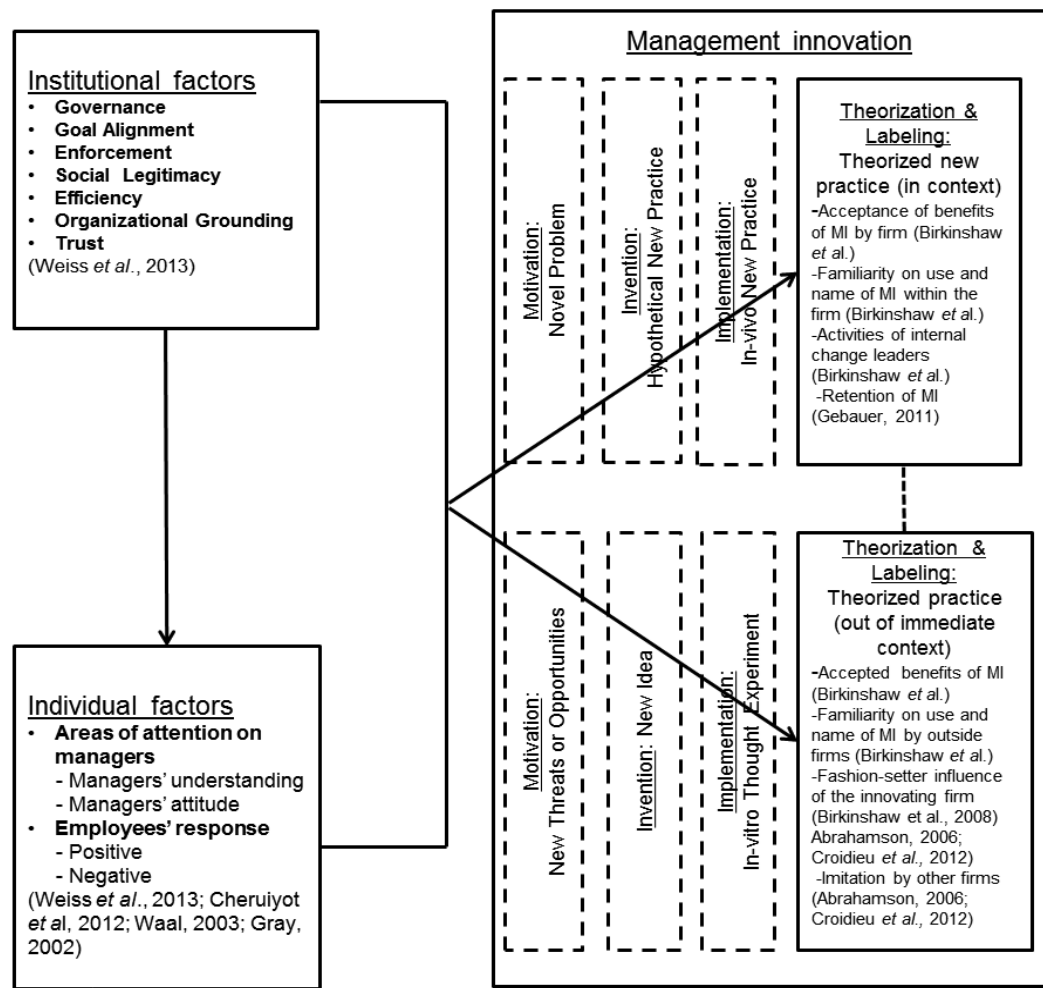 Institutional factors
• Governance
• Goal Alignment
• Enforcement
• Social Legitimacy
• Efficiency
• Organizational Grounding
• Trust
(Weiss et al., 2013)
Individual factors
• Areas of attention on
managers
- Managers' understanding
- Managers' attitude
• Employees' response
- Positive
- Negative
(Weiss et al., 2013; Cheruiyot
et al, 2012; Waal, 2003; Gray,
2002)
Management innovation
Motivation:
Novel Problem
Invention:
Hypothetical New Practice
Implementation:
In-vivo New Practice
Theorization &
Labeling:
Theorized new
practice (in context)
-Acceptance of benefits
of MI by firm (Birkinshaw
et al.)
-Familiarity on use and
name of MI within the
firm (Birkinshaw et al.)
-Activities of internal
change leaders
(Birkinshaw et al.)
-Retention of MI
(Gebauer, 2011)
Motivation:
New Threats or Opportunities
Invention: New Idea
Implementation:
In-vitro Thought Experiment
Theorization &
Labeling:
Theorized practice
(out of immediate
context)
-Accepted benefits of MI
(Birkinshaw et al.)
-Familiarity on use and
name of MI by outside
firms (Birkinshaw et al.)
-Fashion-setter influence
of the innovating firm
(Birkinshaw et al., 2008)
Abrahamson, 2006;
Croidieu et al., 2012)
-Imitation by other firms
(Abrahamson, 2006;
Croidieu et al., 2012)